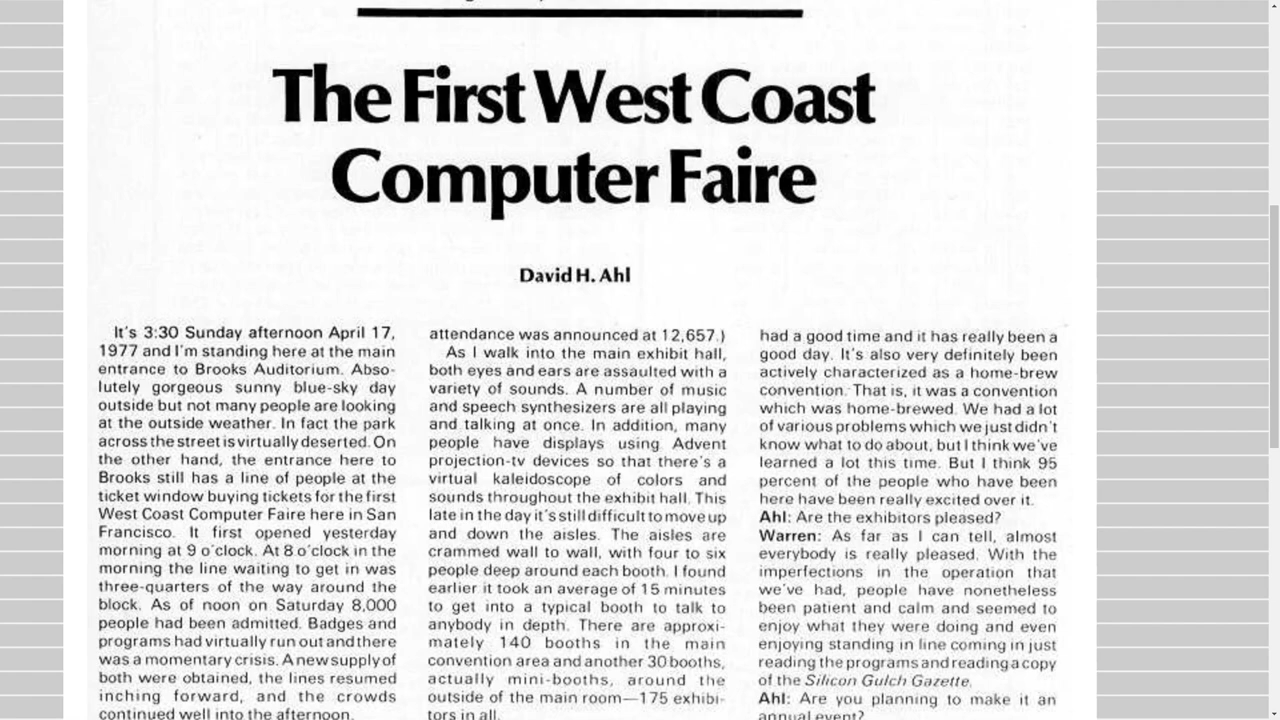 The First West Coast
Computer Faire
David H. Ahl
It's 3:30 Sunday afternoon April 17,
1977 and I'm standing here at the main
entrance to Brooks Auditorium. Abso-
lutely gorgeous sunny blue-sky day
outside but not many people are looking
at the outside weather. In fact the park
across the street is virtually deserted. On
the other hand, the entrance here to
Brooks still has a line of people at the
ticket window buying tickets for the first
West Coast Computer Faire here in San
Francisco. It first opened yesterday
morning at 9 o'clock. At 8 o'clock in the
morning the line waiting to get in was
three-quarters of the way around the
block. As of noon on Saturday 8,000
people had been admitted. Badges and
programs had virtually run out and there
was a momentary crisis. A new supply of
both were obtained, the lines resumed
inching forward, and the crowds
continued well into the afternoon.
attendance was announced at 12,657.)
As I walk into the main exhibit hall,
both eyes and ears are assaulted with a
variety of sounds. A number of music
and speech synthesizers are all playing
and talking at once. In addition, many
people have displays using Advent
projection-tv devices so that there's a
virtual kaleidoscope of colors and
sounds throughout the exhibit hall. This
late in the day it's still difficult to move up
and down the aisles. The aisles are
crammed wall to wall, with four to six
people deep around each booth. I found
earlier it took an average of 15 minutes
to get into a typical booth to talk to
anybody in depth. There are approxi-
mately 140 booths in the main
convention area and another 30 booths,
actually mini-booths, around the
outside of the main room—175 exhibi-
tors in all.
had a good time and it has really been a
good day. It's also very definitely been
actively characterized as a home-brew
convention. That is, it was a convention
which was home-brewed. We had a lot
of various problems which we just didn't
know what to do about, but I think we've
learned a lot this time. But I think 95
percent of the people who have been
here have been really excited over it.
Ahl: Are the exhibitors pleased?
Warren: As far as I can tell, almost
everybody is really pleased. With the
imperfections in the operation that
we've had, people have nonetheless
been patient and calm and seemed to
enjoy what they were doing and even
enjoying standing in line coming in just
reading the programs and reading a copy
of the Silicon Gulch Gazette.
Ahl: Are you planning to make it an
annual event?